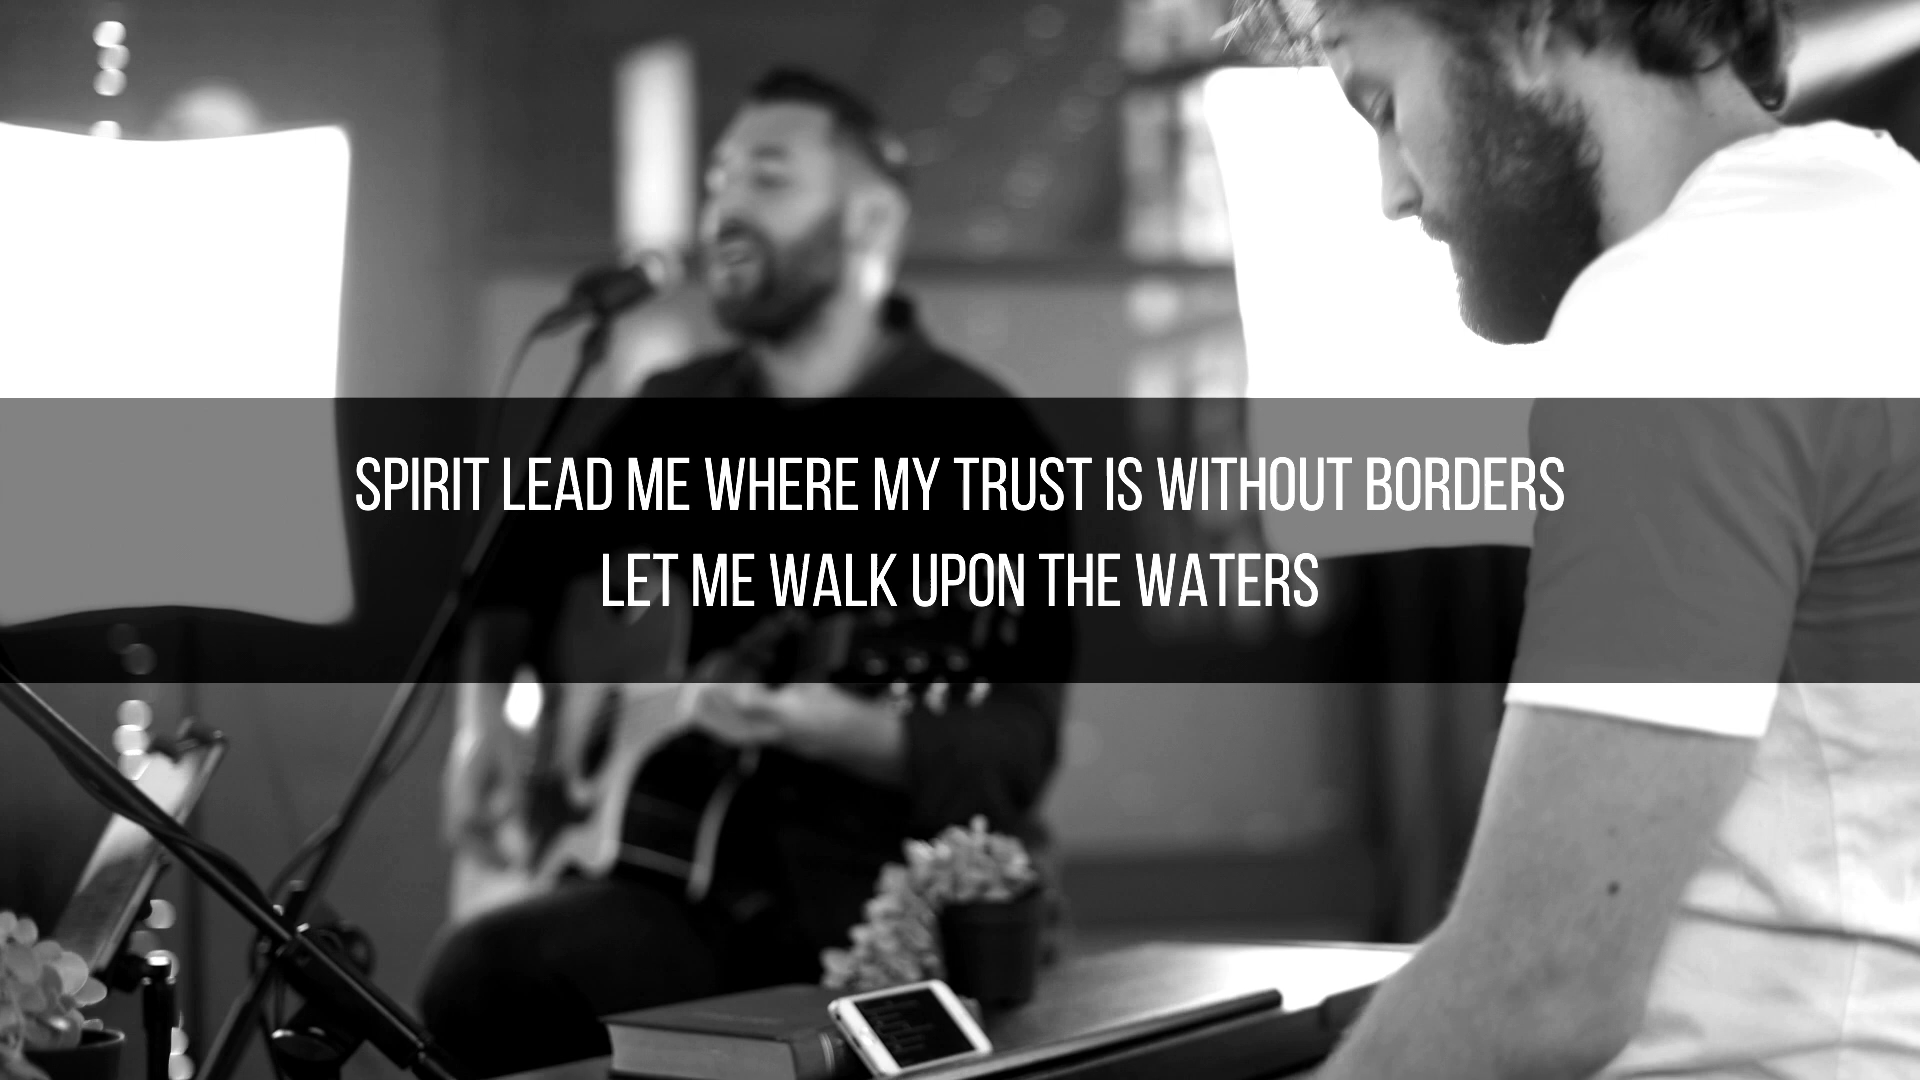 SPIRIT LEAD ME WHERE MY TRUST IS WITHOUT BORDERS
LET ME WALK UPON THE WATERS